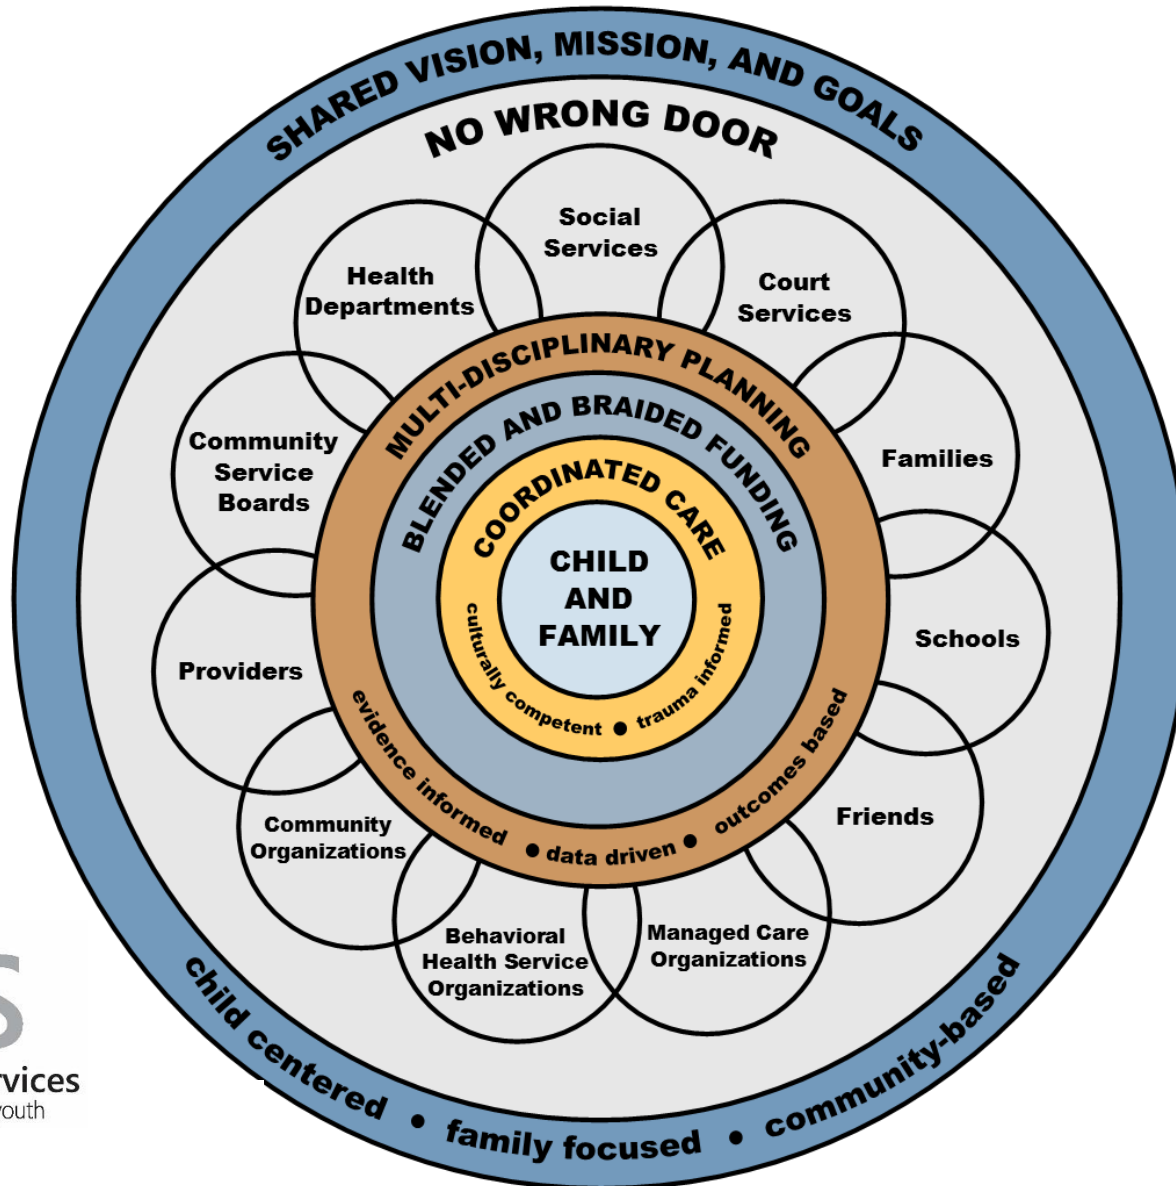 SHARED VISION, MISSION, AND GOALS
NO WRONG DOOR
Social
Services
Court
Services
Families
Schools
Friends
Managed Care
Organizations
Behavioral
Health Service
Organizations
Community
Organizations
Providers
Community
Service
Boards
Health
Departments
MULTI-DISCIPLINARY PLANNING
BLENDED AND BRAIDED FUNDING
COORDINATED CARE
CHILD
AND
FAMILY
culturally competent ● trauma informed
evidence informed ● data driven ● outcomes based
child centered • family focused • community-based
S
rvices
youth